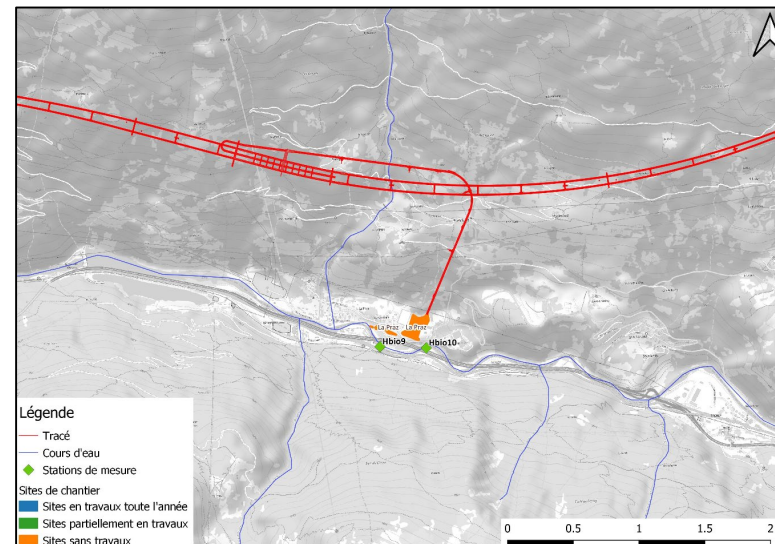 La Praz
La Praz
Hbio9
Hbio10
Légende
Tracé
Cours d'eau
Stations de mesure
Sites de chantier
Sites en travaux toute l'année
Sites partiellement en travaux
Sites sans travaux
0 0.5 1 1.5 2